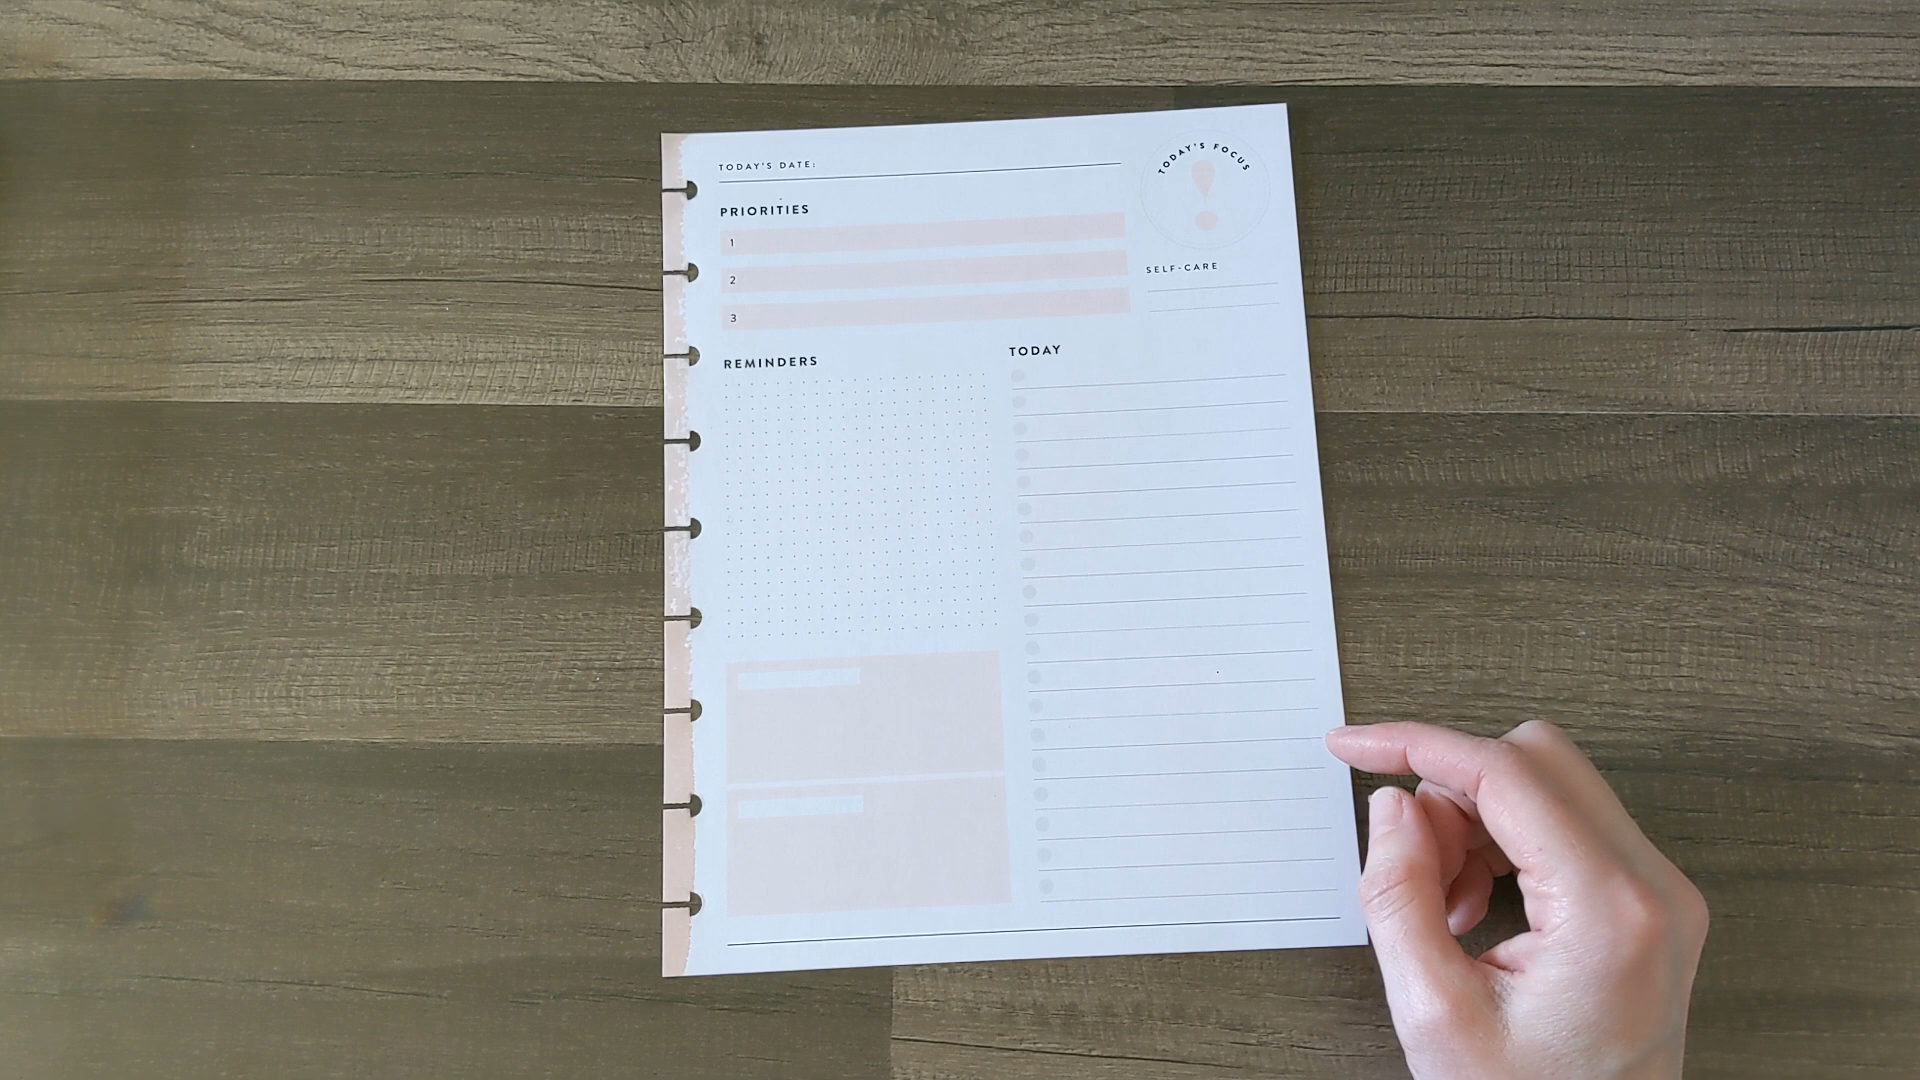 TODAY'S DATE:
TODAY'S FOCUS
PRIORITIES
1
2
3
SELF-CARE
REMINDERS
TODAY